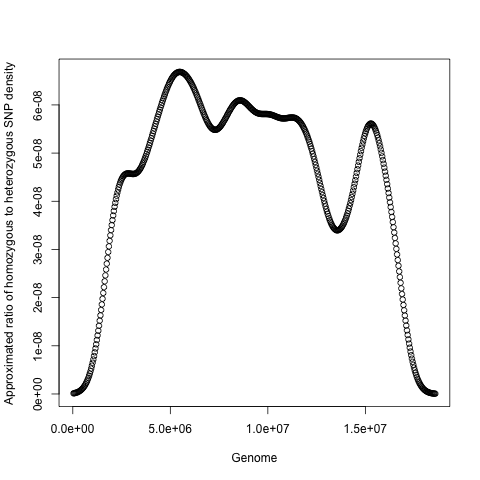 Approximated ratio of homozygous to heterozygous SNP density
6e-08
5e-08
4e-08
3e-08
2e-08
1e-08
0e+00
0.0e+00 5.0e+06 1.0e+07 1.5e+07
Genome